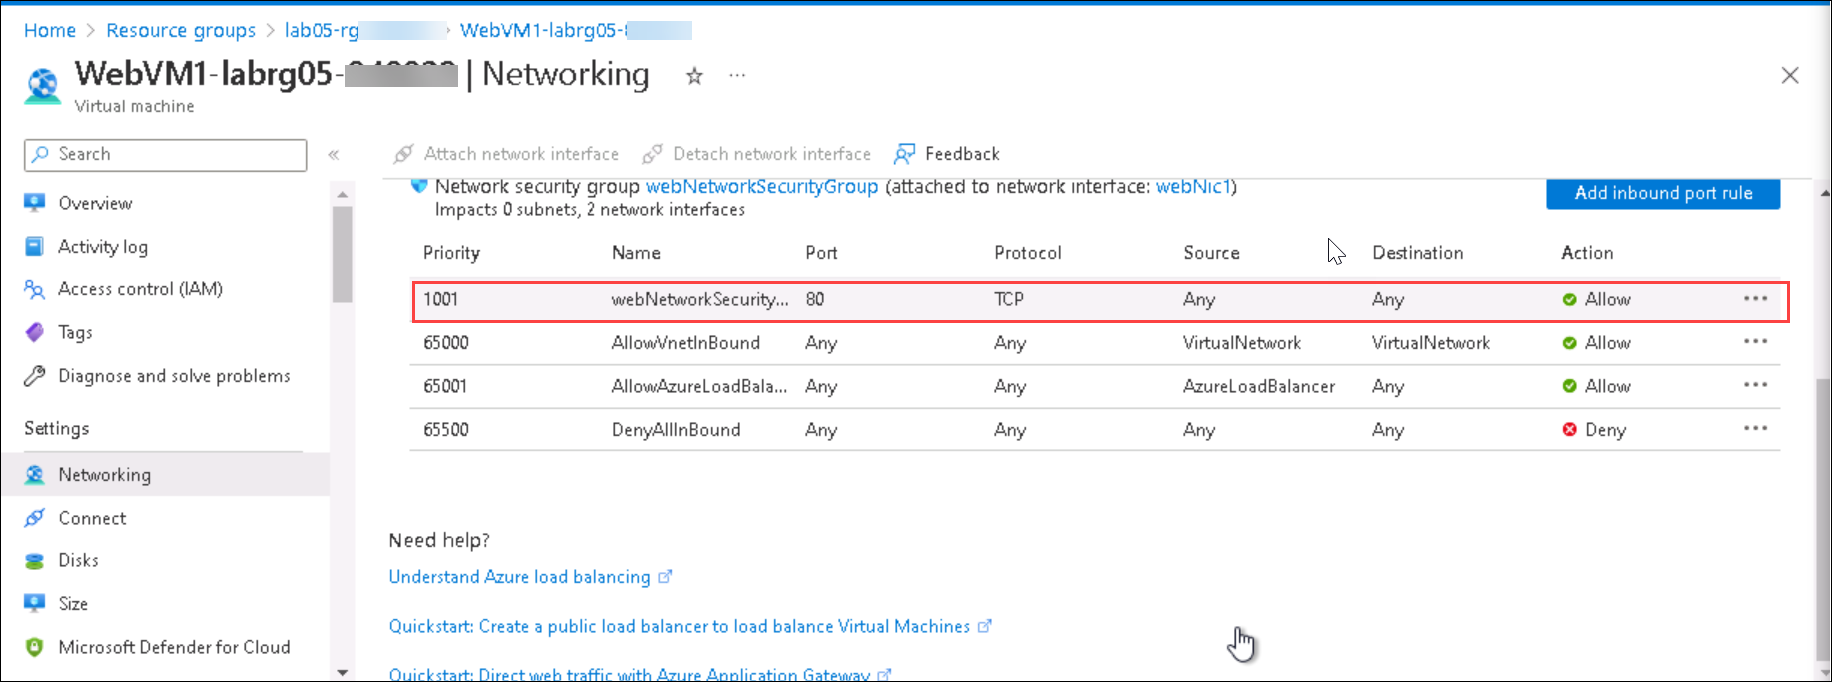 Home > Resource groups > lab05-rg > WebVM1-labrg05-
WebVM1-labrg05- | Networking
Virtual machine
Search
Attach network interface Detach network interface Feedback
Network security group webNetworkSecurityGroup (attached to network interface: webNic1)
Impacts 0 subnets, 2 network interfaces
Add inbound port rule
Priority Name Port Protocol Source Destination Action
1001 webNetworkSecurity... 80 TCP Any Any Allow
65000 AllowVnetInBound Any Any VirtualNetwork VirtualNetwork Allow
65001 AllowAzureLoadBala... Any Any AzureLoadBalancer Any Allow
65500 DenyAllInBound Any Any Any Any Deny
Overview
Activity log
Access control (IAM)
Tags
Diagnose and solve problems
Settings
Networking
Connect
Disks
Size
Microsoft Defender for Cloud
Need help?
Understand Azure load balancing
Quickstart: Create a public load balancer to load balance Virtual Machines
Quickstart: Direct web traffic with Azure Application Gateway